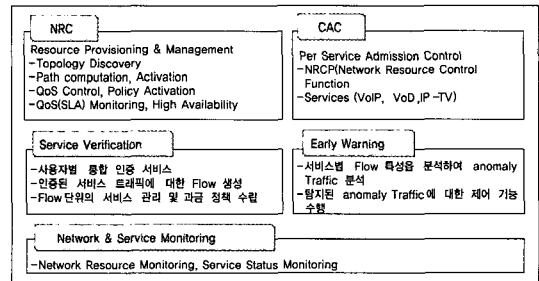 NRC
Resource Provisioning & Management
-Topology Discovery
-Path computation, Activation
-QoS Control, Policy Activation
-QoS(SLA) Monitoring, High Availability
CAC
Per Service Admission Control
-NRCP(Network Resource Control
Function
-Services (VoIP, VoD ,IP-TV)
Service Verification
-사용자별 통합 인증 서비스
-인증된 서비스 트래픽에 대한 Flow 생성
-Flow단위의 서비스 관리 및 과금 정책 수립
Early Warning
-서비스별 Flow 특성을 분석하여 anomaly
Traffic 분석
-탐지된 anomaly Traffic에 대한 제어 기능
수행
Network & Service Monitoring
-Network Resource Monitoring, Service Status Monitoring